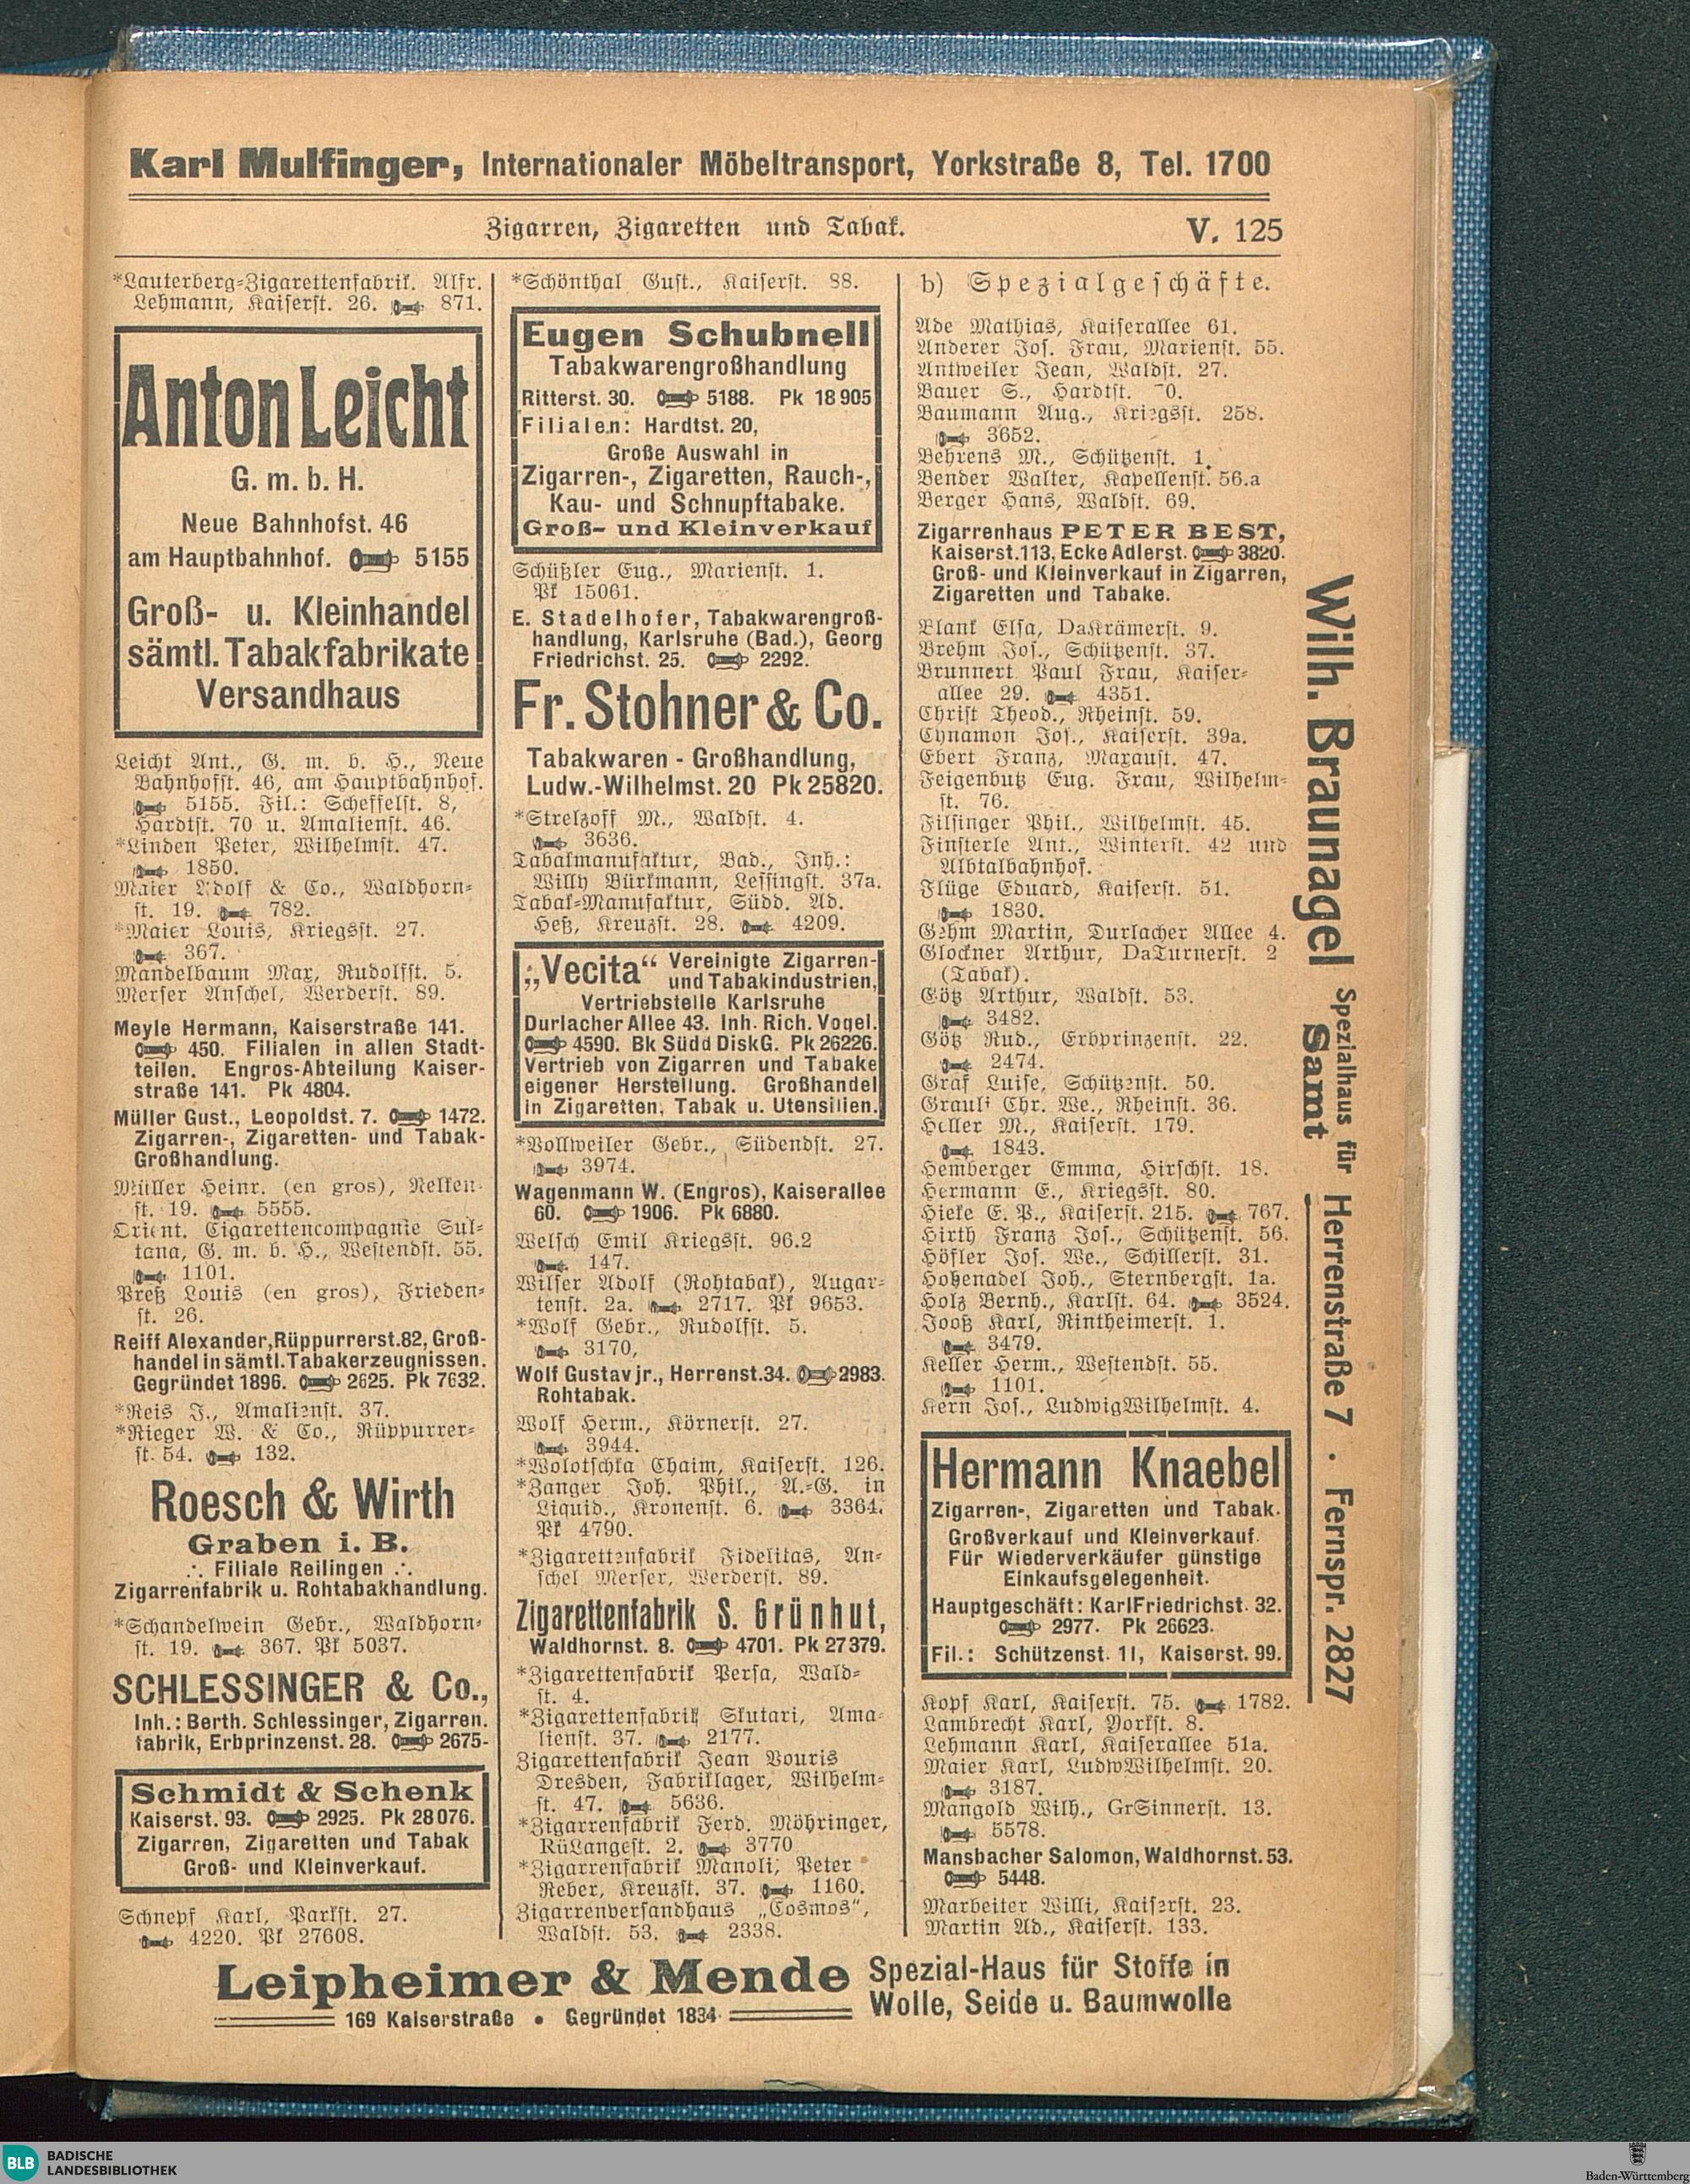 Karl Mulfinger, Internationaler Möbeltransport, Yorkstraße 8, Tel. 1700
Zigarren, Zigaretten und Tabak.
V. 125
*Lauterberg-Zigarettenfabrik. Alfr.
Lehmann, Kaiserst. 26. 871.
Anton Leicht
G. m. b. H.
Neue Bahnhofst. 46
am Hauptbahnhof. 5155
Groß- u. Kleinhandel
sämtl. Tabakfabrikate
Versandhaus
Leicht Ant., G. m. b. H., Neue
Bahnhofst. 46, am Hauptbahnhof.
5155. Fil.: Scheffelst. 8,
Hardtst. 70 u. Amalienst. 46.
*Linden Peter, Wilhelmst. 47.
1850.
Maier Adolf & Co., Waldhorn-
st. 19. 782.
*Maier Louis, Kriegsst. 27.
367.
Mandelbaum Max, Rudolfst. 5.
Merser Anschel, Werderst. 89.
Meyle Hermann, Kaiserstraße 141.
450. Filialen in allen Stadt-
teilen. Engros-Abteilung Kaiser-
straße 141. Pk 4804.
Müller Gust., Leopoldst. 7. 1472.
Zigarren-, Zigaretten- und Tabak-
Großhandlung.
Müller Heinr. (en gros), Nelken-
st. 19. 5555.
Orient. Cigarettencompagnie Sul-
tana, G. m. b. H., Westendst. 55.
1101.
Preß Louis (en gros), Frieden-
st. 26.
Reiff Alexander, Rüppurrerst. 82, Groß-
handel in sämtl. Tabakerzeugnissen.
Gegründet 1896. 2625. Pk 7632.
*Reis J., Amalienst. 37.
*Rieger W. & Co., Rüppurrer-
st. 54. 132.
Roesch & Wirth
Graben i. B.
∴ Filiale Reilingen ∴
Zigarrenfabrik u. Rohtabakhandlung.
*Schandelwein Gebr., Waldhorn-
st. 19. 367. Pk 5037.
SCHLESSINGER & Co.,
Inh.: Berth. Schlessinger, Zigarren.
fabrik, Erbprinzenst. 28. 2675-
Schmidt & Schenk
Kaiserst. 93. 2925. Pk 28076.
Zigarren, Zigaretten und Tabak
Groß- und Kleinverkauf.
Schnepf Karl, Parkst. 27.
4220. Pk 27608.
*Schönthal Gust., Kaiserst. 88.
Eugen Schubnell
Tabakwarengroßhandlung
Ritterst. 30. 5188. Pk 18905
Filialen: Hardtst. 20,
Große Auswahl in
Zigarren-, Zigaretten, Rauch-,
Kau- und Schnupftabake.
Groß- und Kleinverkauf
Schüßler Eug., Marienst. 1.
Pk 15061.
E. Stadelhofer, Tabakwarengroß-
handlung, Karlsruhe (Bad.), Georg
Friedrichst. 25. 2292.
Fr. Stohner & Co.
Tabakwaren - Großhandlung,
Ludw.-Wilhelmst. 20 Pk 25820.
*Strelzoff M., Waldst. 4.
3636.
Tabakmanufaktur, Bad., Inh.:
Willy Bürkmann, Lessingst. 37a.
Tabak-Manufaktur, Südd. Ad.
Heß, Kreuzst. 28. 4209.
„Vecita“ Vereinigte Zigarren-
und Tabakindustrien,
Vertriebstelle Karlsruhe
Durlacher Allee 43. Inh. Rich. Vogel.
4590. Bk Südd DiskG. Pk 26226.
Vertrieb von Zigarren und Tabake
eigener Herstellung. Großhandel
in Zigaretten, Tabak u. Utensilien.
*Vollweiler Gebr., Südendst. 27.
3974.
Wagenmann W. (Engros), Kaiserallee
60. 1906. Pk 6880.
Welsch Emil Kriegsst. 96.2
147.
Wilser Adolf (Rohtabak), Augar-
tenst. 2a. 2717. Pk 9653.
*Wolf Gebr., Rudolfst. 5.
3170,
Wolf Gustav jr., Herrenst. 34. 2983.
Rohtabak.
Wolf Herm., Körnerst. 27.
3944.
*Wolotschka Chaim, Kaiserst. 126.
*Zanger Joh. Phil., A.-G. in
Liquid., Kronenst. 6. 3364.
Pk 4790.
*Zigarettenfabrik Fidelitas, An-
schel Merser, Werderst. 89.
Zigarettenfabrik S. Grünhut,
Waldhornst. 8. 4701. Pk 27379.
*Zigarettenfabrik Persa, Wald-
st. 4.
*Zigarettenfabrik Skutari, Ama-
lienst. 37. 2177.
Zigarettenfabrik Jean Vouris
Dresden, Fabriklager, Wilhelm-
st. 47. 5636.
*Zigarrenfabrik Ferd. Möhringer,
RüLangest. 2. 3770
*Zigarrenfabrik Manoli, Peter
Reber, Kreuzst. 37. 1160.
Zigarrenversandhaus „Cosmos“,
Waldst. 53. 2338.
b) Spezialgeschäfte.
Ade Mathias, Kaiserallee 61.
Anderer Jos. Frau, Marienst. 55.
Antweiler Jean, Waldst. 27.
Bauer S., Hardtst. 0.
Baumann Aug., Kriegsst. 258.
3652.
Behrens M., Schützenst. 1.
Bender Walter, Kapellenst. 56.a
Berger Hans, Waldst. 69.
Zigarrenhaus PETER BEST,
Kaiserst. 113, Ecke Adlerst. 3820.
Groß- und Kleinverkauf in Zigarren,
Zigaretten und Tabake.
Blank Elsa, DaKrämerst. 9.
Brehm Jos., Schützenst. 37.
Brunnert Paul Frau, Kaiser-
allee 29. 4351.
Christ Theod., Rheinst. 59.
Cynamon Jos., Kaiserst. 39a.
Ebert Franz, Maxaust. 47.
Feigenbutz Eug. Frau, Wilhelm-
st. 76.
Filsinger Phil., Wilhelmst. 45.
Finsterle Ant., Winterst. 42 und
Albtalbahnhof.
Flüge Eduard, Kaiserst. 51.
1830.
Gehm Martin, Durlacher Allee 4.
Glockner Arthur, DaTurnerst. 2
(Tabak).
Götz Arthur, Waldst. 53.
3482.
Götz Rud., Erbprinzenst. 22.
2474.
Graf Luise, Schützenst. 50.
Grauli Chr. We., Rheinst. 36.
Heller M., Kaiserst. 179.
1843.
Hemberger Emma, Hirschst. 18.
Hermann E., Kriegsst. 80.
Hieke E. P., Kaiserst. 215. 767.
Hirth Franz Jos., Schützenst. 56.
Höfler Jos. We., Schillerst. 31.
Hotzenadel Joh., Sternbergst. 1a.
Holz Bernh., Karlst. 64. 3524.
Jooß Karl, Rintheimerst. 1.
3479.
Keller Herm., Westendst. 55.
1101.
Kern Jos., LudwigWilhelmst. 4.
Hermann Knaebel
Zigarren-, Zigaretten und Tabak.
Großverkauf und Kleinverkauf.
Für Wiederverkäufer günstige
Einkaufsgelegenheit.
Hauptgeschäft: KarlFriedrichst. 32.
2977. Pk 26623.
Fil.: Schützenst. 11, Kaiserst. 99.
Kopf Karl, Kaiserst. 75. 1782.
Lambrecht Karl, Yorkst. 8.
Lehmann Karl, Kaiserallee 51a.
Maier Karl, LudwWilhelmst. 20.
3187.
Mangold Wilh., GrSinnerst. 13.
5578.
Mansbacher Salomon, Waldhornst. 53.
5448.
Marbeiter Willi, Kaiserst. 23.
Martin Ad., Kaiserst. 133.
Wilh. Braunagel Spezialhaus für Samt Herrenstraße 7 · Fernspr. 2827
Leipheimer & Mende
169 Kaiserstraße • Gegründet 1834
Spezial-Haus für Stoffe in
Wolle, Seide u. Baumwolle
BLB BADISCHE
LANDESBIBLIOTHEK
Baden-Württemberg